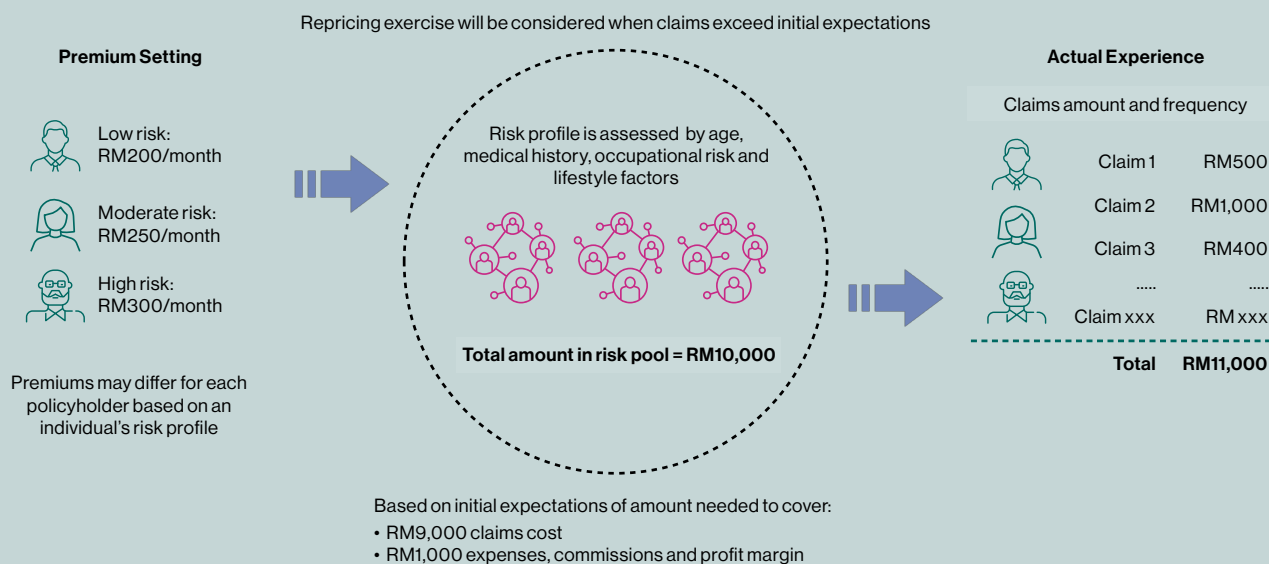 Repricing exercise will be considered when claims exceed initial expectations
Premium Setting
Low risk:
RM200/month
Moderate risk:
RM250/month
High risk:
RM300/month
Premiums may differ for each
policyholder based on an
individual's risk profile
Risk profile is assessed by age,
medical history, occupational risk and
lifestyle factors
Total amount in risk pool = RM10,000
Based on initial expectations of amount needed to cover:
• RM9,000 claims cost
• RM1,000 expenses, commissions and profit margin
Actual Experience
Claims amount and frequency
Claim 1 RM500
Claim 2 RM1,000
Claim 3 RM400
..... .....
Claim xxx RM xxx
Total RM11,000